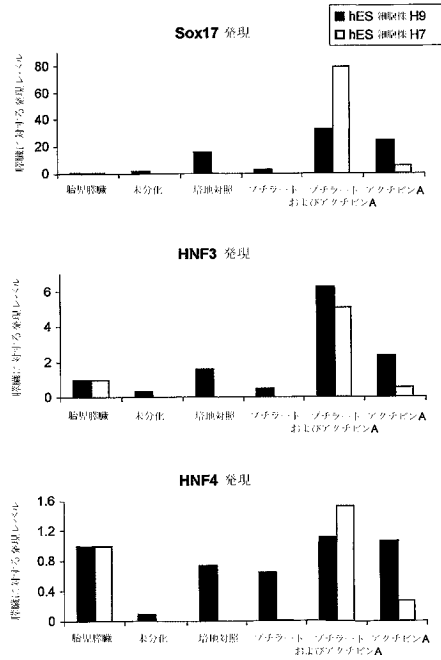 ■ hES 細胞株 H9
□ hES 細胞株 H7
Sox17 発現
膵臓に対する発現レベル
80
60
40
20
0
胎児膵臓 未分化 培地対照 ブチラート ブチラート アクチビンA
およびアクチビンA
HNF3 発現
膵臓に対する発現レベル
6
4
2
0
胎児膵臓 未分化 培地対照 ブチラート ブチラート アクチビンA
およびアクチビンA
HNF4 発現
膵臓に対する発現レベル
1.6
1.2
0.8
0.4
0
胎児膵臓 未分化 培地対照 ブチラート ブチラート アクチビンA
およびアクチビンA